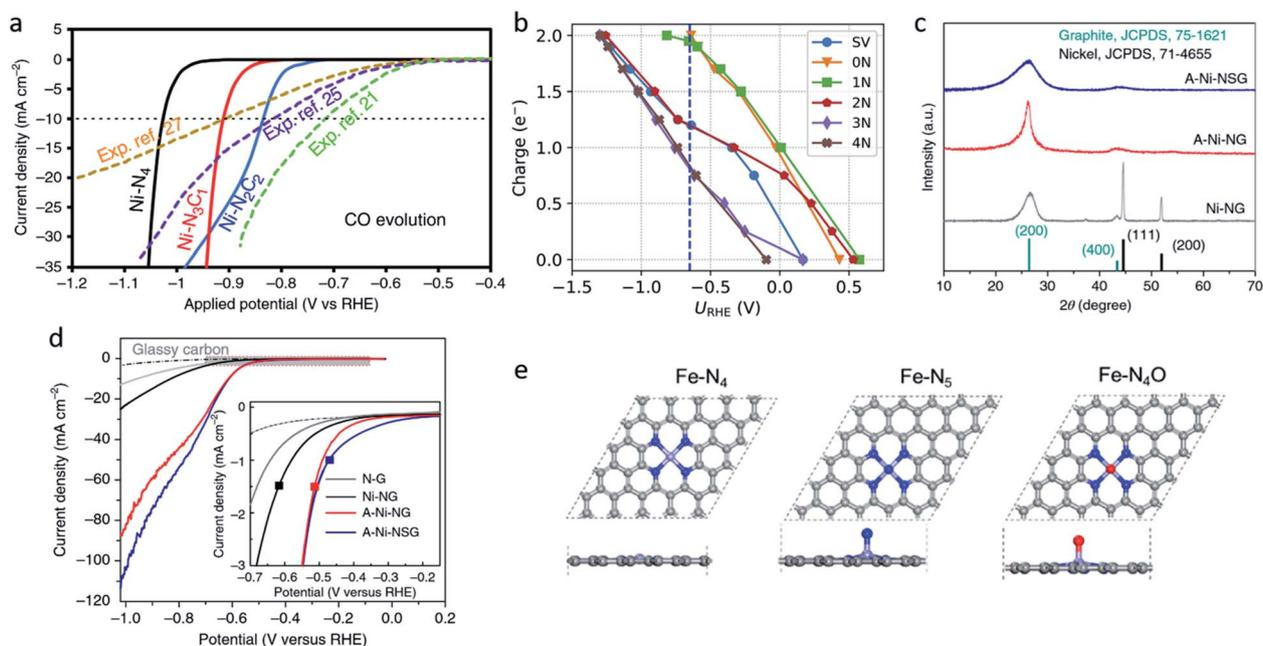 a
Current density (mA cm⁻²)
5
0
−5
−10
−15
−20
−25
−30
−35
Exp. ref. 27
Exp. ref. 25
Exp. ref. 21
Ni-N₄
Ni-N₃C₁
Ni-N₂C₂
CO evolution
−1.2 −1.1 −1 −0.9 −0.8 −0.7 −0.6 −0.5 −0.4
Applied potential (V vs RHE)
b
Charge (e⁻)
2.0
1.5
1.0
0.5
0.0
SV
0N
1N
2N
3N
4N
−1.5 −1.0 −0.5 0.0 0.5
U_RHE (V)
c
Intensity (a.u.)
Graphite, JCPDS, 75-1621
Nickel, JCPDS, 71-4655
A-Ni-NSG
A-Ni-NG
Ni-NG
(200)
(400)
(111)
(200)
10 20 30 40 50 60 70
2θ (degree)
d
Current density (mA cm⁻²)
0
−20
−40
−60
−80
−100
−120
Glassy carbon
Current density (mA cm⁻²)
0
−1
−2
−3
N-G
Ni-NG
A-Ni-NG
A-Ni-NSG
−0.7 −0.6 −0.5 −0.4 −0.3 −0.2
Potential (V versus RHE)
−1.0 −0.8 −0.6 −0.4 −0.2 0.0 0.2
Potential (V versus RHE)
e
Fe-N₄
Fe-N₅
Fe-N₄O